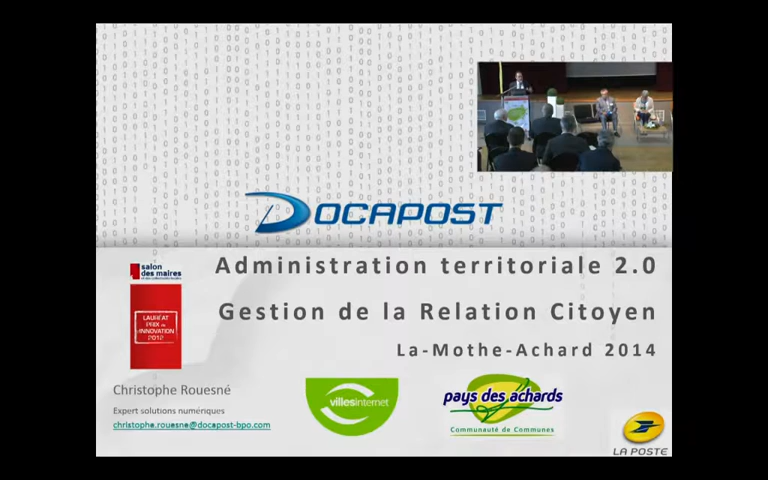 DOCAPOST
salon
des maires
Administration territoriale 2.0
LAURÉAT
PRIX de
L'INNOVATION
2012
Gestion de la Relation Citoyen
La-Mothe-Achard 2014
Christophe Rouesné
Expert solutions numériques
christophe.rouesne@docapost-bpo.com
villesinternet
pays des achards
Communauté de Communes
LA POSTE